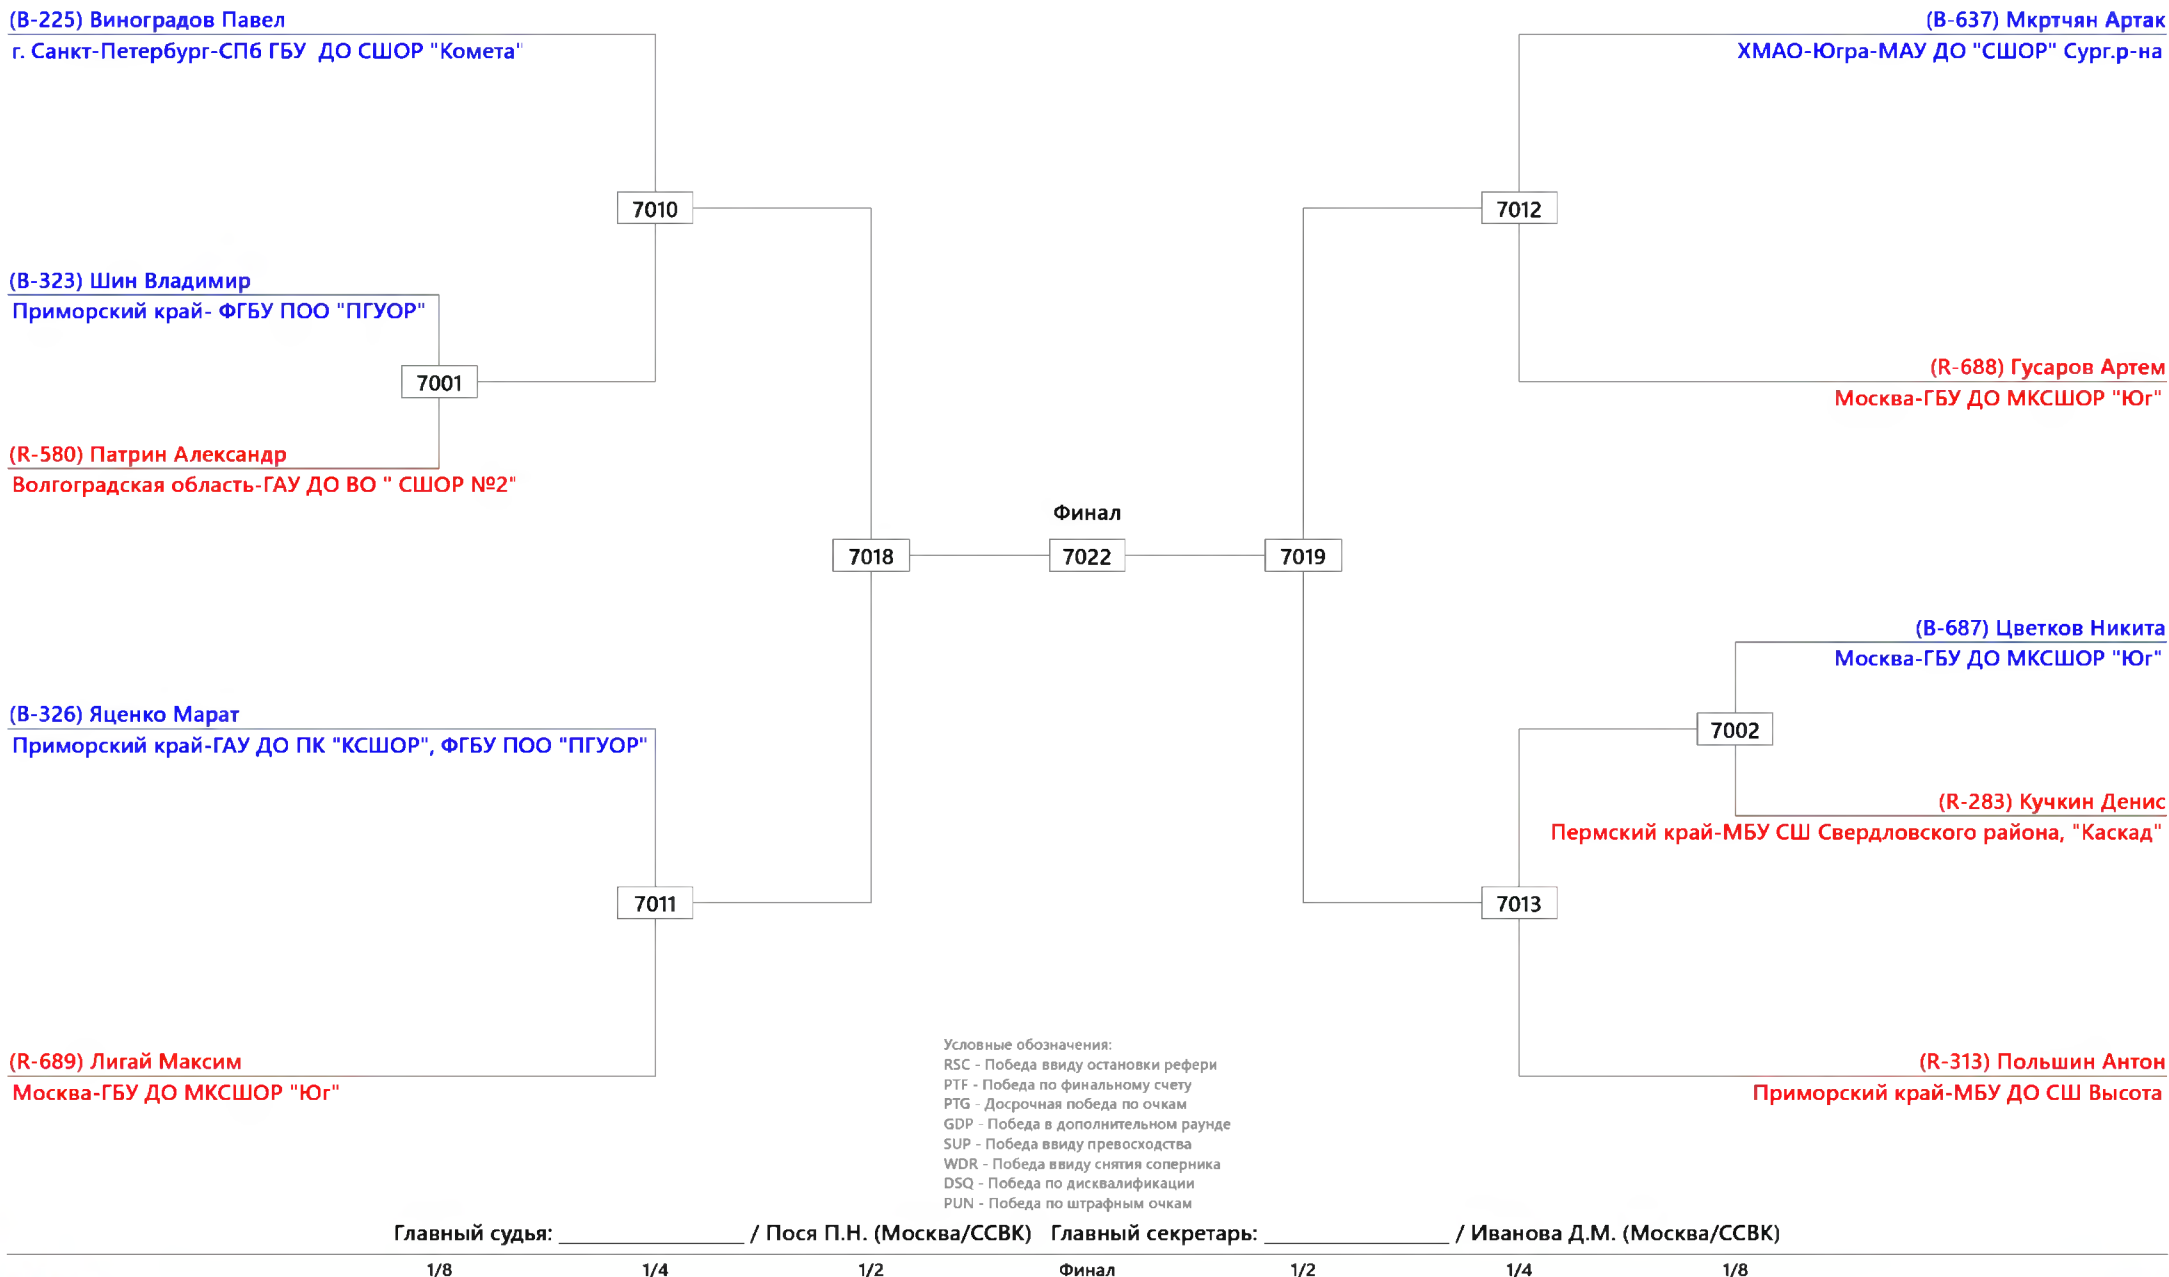 (B-225) Виноградов Павел
г. Санкт-Петербург-СПб ГБУ  ДО СШОР "Комета"
(B-637) Мкртчян Артак
ХМАО-Югра-МАУ ДО "СШОР" Сург.р-на
7010
7012
(B-323) Шин Владимир
Приморский край- ФГБУ ПОО "ПГУОР"
7001
(R-688) Гусаров Артем
Москва-ГБУ ДО МКСШОР "Юг"
(R-580) Патрин Александр
Волгоградская область-ГАУ ДО ВО " СШОР №2"
Финал
7018
7022
7019
(B-687) Цветков Никита
Москва-ГБУ ДО МКСШОР "Юг"
(B-326) Яценко Марат
Приморский край-ГАУ ДО ПК "КСШОР", ФГБУ ПОО "ПГУОР"
7002
(R-283) Кучкин Денис
Пермский край-МБУ СШ Свердловского района, "Каскад"
7011
7013
(R-689) Лигай Максим
Москва-ГБУ ДО МКСШОР "Юг"
(R-313) Польшин Антон
Приморский край-МБУ ДО СШ Высота
Условные обозначения:
RSC - Победа ввиду остановки рефери
PTF - Победа по финальному счету
PTG - Досрочная победа по очкам
GDP - Победа в дополнительном раунде
SUP - Победа ввиду превосходства
WDR - Победа ввиду снятия соперника
DSQ - Победа по дисквалификации
PUN - Победа по штрафным очкам
Главный судья: ________________ / Пося П.Н. (Москва/ССВК)   Главный секретарь: ________________ / Иванова Д.М. (Москва/ССВК)
1/8 1/4 1/2 Финал 1/2 1/4 1/8